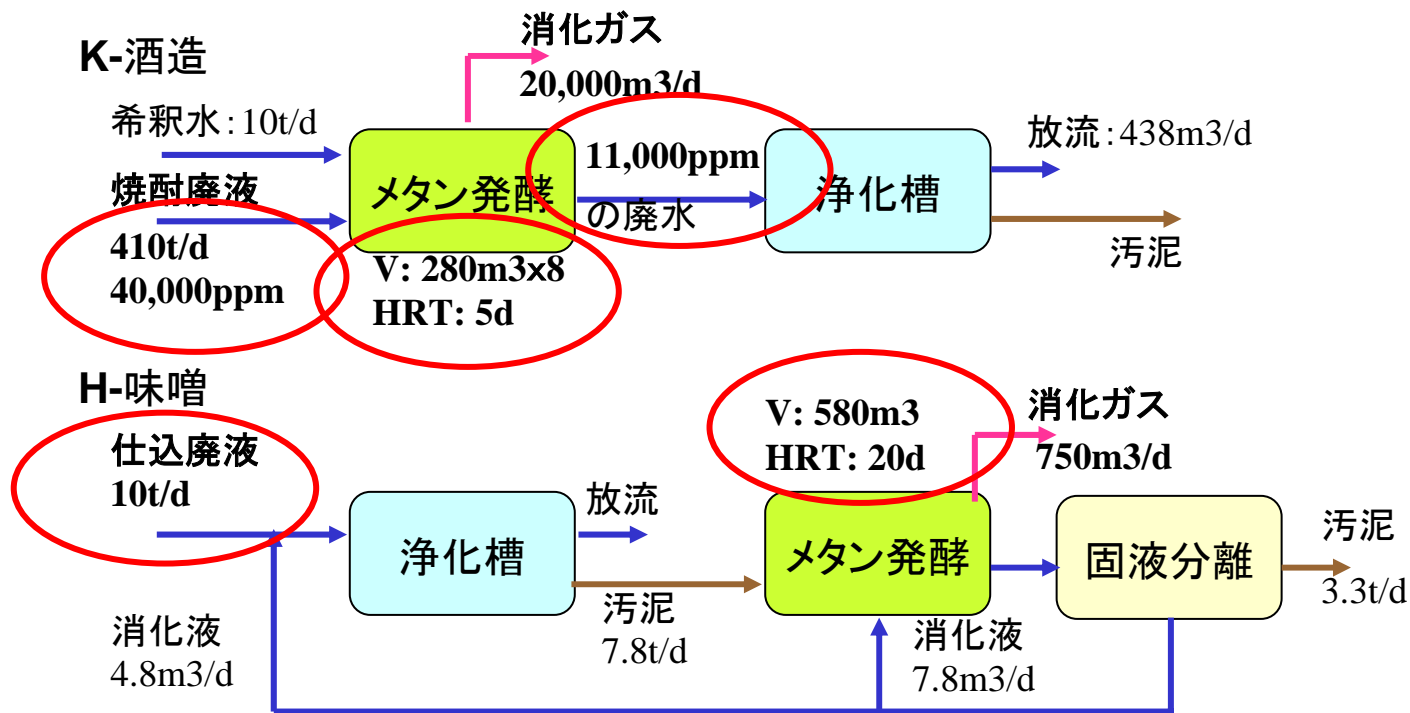 K-酒造
消化ガス
20,000m3/d
希釈水:10t/d
焼酎廃液
410t/d
40,000ppm
メタン発酵
V: 280m3x8
HRT: 5d
11,000ppm
の廃水
浄化槽
放流:438m3/d
汚泥
H-味噌
仕込廃液
10t/d
浄化槽
放流
汚泥
7.8t/d
V: 580m3
HRT: 20d
消化ガス
750m3/d
メタン発酵
固液分離
汚泥
3.3t/d
消化液
4.8m3/d
消化液
7.8m3/d